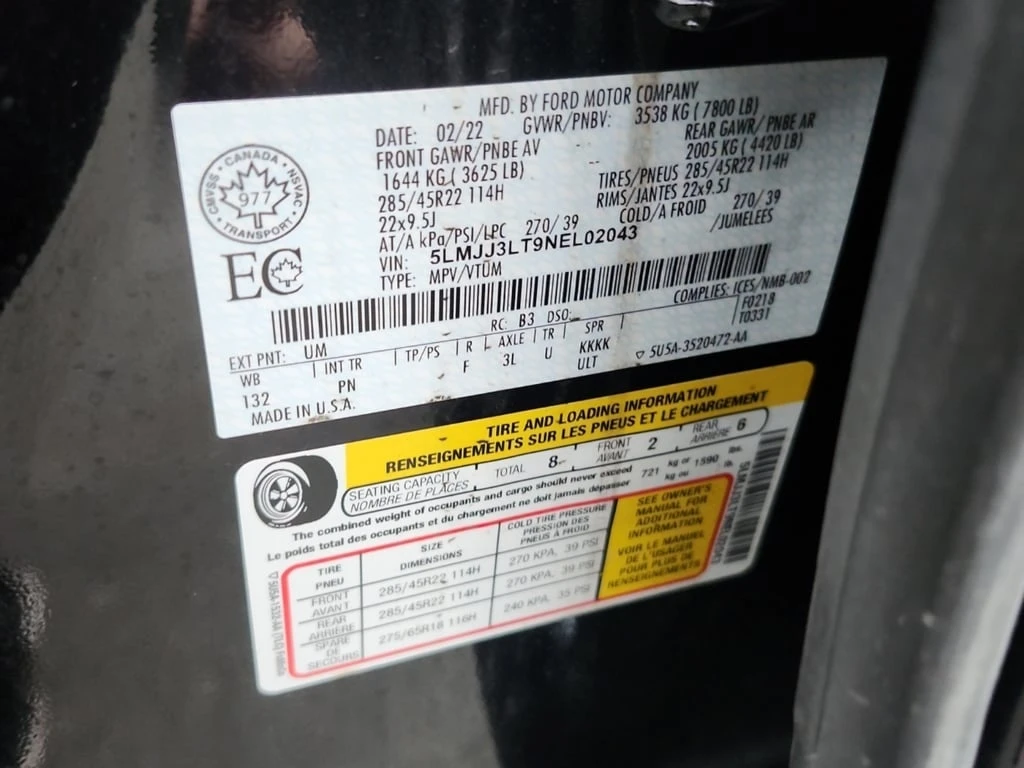 MFD. BY FORD MOTOR COMPANY
DATE: 02/22 GVWR/PNBV: 3538 KG ( 7800 LB)
FRONT GAWR/PNBE AV REAR GAWR/ PNBE AR
1644 KG ( 3625 LB) 2005 KG ( 4420 LB)
285/45R22 114H TIRES/PNEUS 285/45R22 114H
22x9.5J RIMS/JANTES 22x9.5J
AT/A kPa/PSI/LPC 270/ 39 COLD/A FROID 270/ 39
VIN: 5LMJJ3LT9NEL02043 /JUMELEES
TYPE: MPV/VTUM
CANADA
CMVSS NSVAC
977
TRANSPORT
EC
COMPLIES: ICES/NMB-002
EXT PNT: UM RC: B3 DSO: F0218
T0331
WB INT TR TP/PS R AXLE TR SPR
132 PN F 3L U KKKK
ULT
MADE IN U.S.A. 5U5A-3520472-AA
TIRE AND LOADING INFORMATION
RENSEIGNEMENTS SUR LES PNEUS ET LE CHARGEMENT
SEATING CAPACITY
NOMBRE DE PLACES
TOTAL 8
FRONT
AVANT 2
REAR
ARRIÈRE 6
The combined weight of occupants and cargo should never exceed 721 kg or 1590 lbs.
Le poids total des occupants et du chargement ne doit jamais dépasser kg ou lb.
TIRE
PNEU
SIZE
DIMENSIONS
COLD TIRE PRESSURE
PRESSION DES
PNEUS À FROID
FRONT
AVANT 285/45R22 114H 270 KPA, 39 PSI
REAR
ARRIÈRE 285/45R22 114H 270 KPA, 39 PSI
SPARE
DE
SECOURS 275/65R18 116H 240 KPA, 35 PSI
SEE OWNER'S
MANUAL FOR
ADDITIONAL
INFORMATION
VOIR LE MANUEL
DE L'USAGER
POUR PLUS DE
RENSEIGNEMENTS